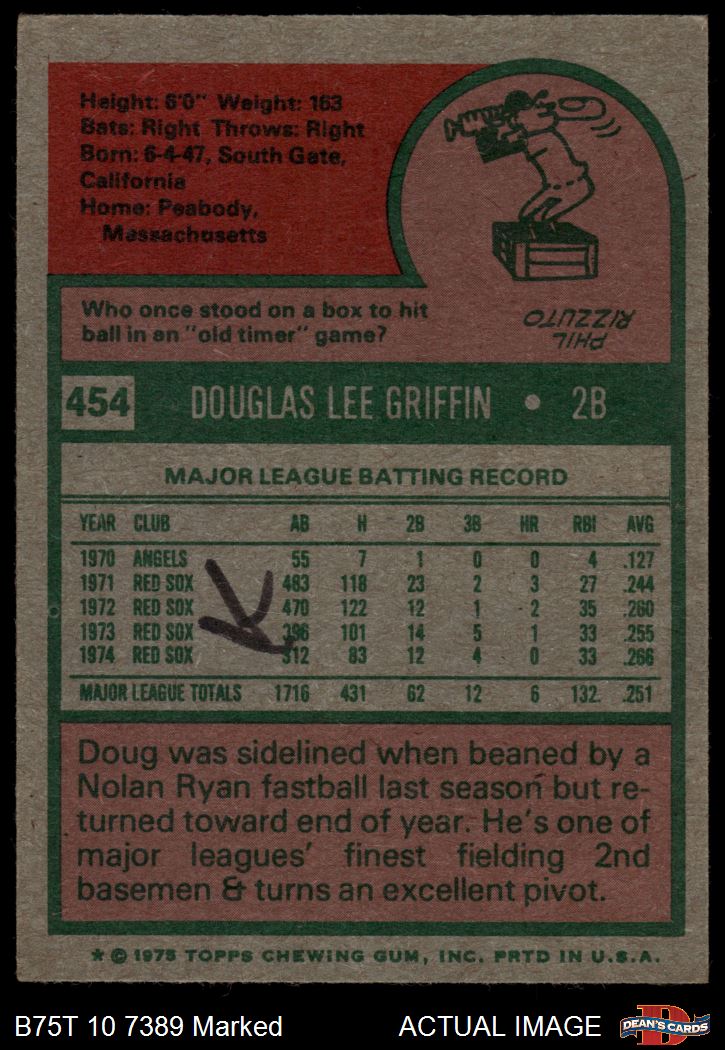 Height: 6'0" Weight: 163
Bats: Right Throws: Right
Born: 6-4-47, South Gate,
California
Home: Peabody,
Massachusetts
Who once stood on a box to hit
ball in an "old timer" game?
PHIL
RIZZUTO
454 DOUGLAS LEE GRIFFIN • 2B
MAJOR LEAGUE BATTING RECORD
YEAR CLUB AB H 2B 3B HR RBI AVG
1970 ANGELS 55 7 1 0 0 4 .127
1971 RED SOX 483 118 23 2 3 27 .244
1972 RED SOX 470 122 12 1 2 35 .260
1973 RED SOX 396 101 14 5 1 33 .255
1974 RED SOX 312 83 12 4 0 33 .266
MAJOR LEAGUE TOTALS 1716 431 62 12 6 132 .251
Doug was sidelined when beaned by a
Nolan Ryan fastball last season but re-
turned toward end of year. He's one of
major leagues' finest fielding 2nd
basemen & turns an excellent pivot.
* © 1975 TOPPS CHEWING GUM, INC. PRTD IN U.S.A.
B75T 10 7389 Marked ACTUAL IMAGE D DEAN'S CARDS